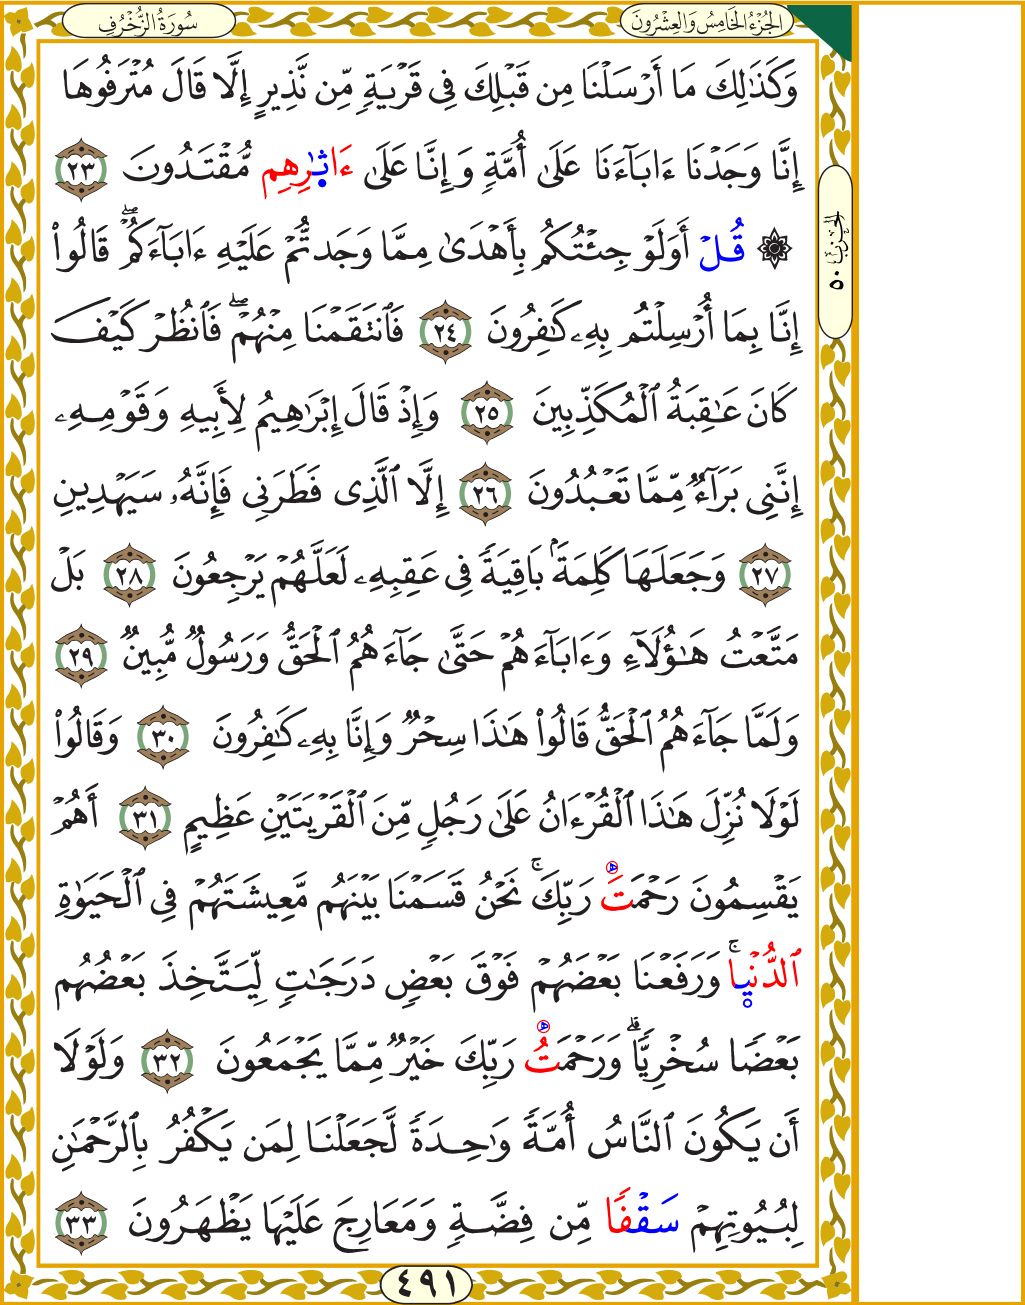 الجُزْءُ الخَامِسُ وَالعِشْرُونَ
سُورَةُ الزُّخْرُفِ
وَكَذَٰلِكَ مَا أَرۡسَلۡنَا مِن قَبۡلِكَ فِي قَرۡيَةٖ مِّن نَّذِيرٍ إِلَّا قَالَ مُتۡرَفُوهَا
إِنَّا وَجَدۡنَا ءَابَآءَنَا عَلَىٰ أُمَّةٖ وَإِنَّا عَلَىٰ ءَاثَٰرِهِم مُّقۡتَدُونَ ٢٣
۞ قُلۡ أَوَلَوۡ جِئۡتُكُم بِأَهۡدَىٰ مِمَّا وَجَدتُّمۡ عَلَيۡهِ ءَابَآءَكُمۡۖ قَالُواْ
إِنَّا بِمَا أُرۡسِلۡتُم بِهِۦ كَٰفِرُونَ ٢٤ فَٱنتَقَمۡنَا مِنۡهُمۡۖ فَٱنظُرۡ كَيۡفَ
كَانَ عَٰقِبَةُ ٱلۡمُكَذِّبِينَ ٢٥ وَإِذۡ قَالَ إِبۡرَٰهِيمُ لِأَبِيهِ وَقَوۡمِهِۦ
إِنَّنِي بَرَآءٞ مِّمَّا تَعۡبُدُونَ ٢٦ إِلَّا ٱلَّذِي فَطَرَنِي فَإِنَّهُۥ سَيَهۡدِينِ
٢٧ وَجَعَلَهَا كَلِمَةَۢ بَاقِيَةٗ فِي عَقِبِهِۦ لَعَلَّهُمۡ يَرۡجِعُونَ ٢٨ بَلۡ
مَتَّعۡتُ هَٰٓؤُلَآءِ وَءَابَآءَهُمۡ حَتَّىٰ جَآءَهُمُ ٱلۡحَقُّ وَرَسُولٞ مُّبِينٞ ٢٩
وَلَمَّا جَآءَهُمُ ٱلۡحَقُّ قَالُواْ هَٰذَا سِحۡرٞ وَإِنَّا بِهِۦ كَٰفِرُونَ ٣٠ وَقَالُواْ
لَوۡلَا نُزِّلَ هَٰذَا ٱلۡقُرۡءَانُ عَلَىٰ رَجُلٖ مِّنَ ٱلۡقَرۡيَتَيۡنِ عَظِيمٍ ٣١ أَهُمۡ
يَقۡسِمُونَ رَحۡمَتَ رَبِّكَۚ نَحۡنُ قَسَمۡنَا بَيۡنَهُم مَّعِيشَتَهُمۡ فِي ٱلۡحَيَوٰةِ
ٱلدُّنۡيَاۚ وَرَفَعۡنَا بَعۡضَهُمۡ فَوۡقَ بَعۡضٖ دَرَجَٰتٖ لِّيَتَّخِذَ بَعۡضُهُم
بَعۡضٗا سُخۡرِيّٗاۗ وَرَحۡمَتُ رَبِّكَ خَيۡرٞ مِّمَّا يَجۡمَعُونَ ٣٢ وَلَوۡلَا
أَن يَكُونَ ٱلنَّاسُ أُمَّةٗ وَٰحِدَةٗ لَّجَعَلۡنَا لِمَن يَكۡفُرُ بِٱلرَّحۡمَٰنِ
لِبُيُوتِهِمۡ سَقۡفٗا مِّن فِضَّةٖ وَمَعَارِجَ عَلَيۡهَا يَظۡهَرُونَ ٣٣
الحِزْبُ ٥٠
٤٩١